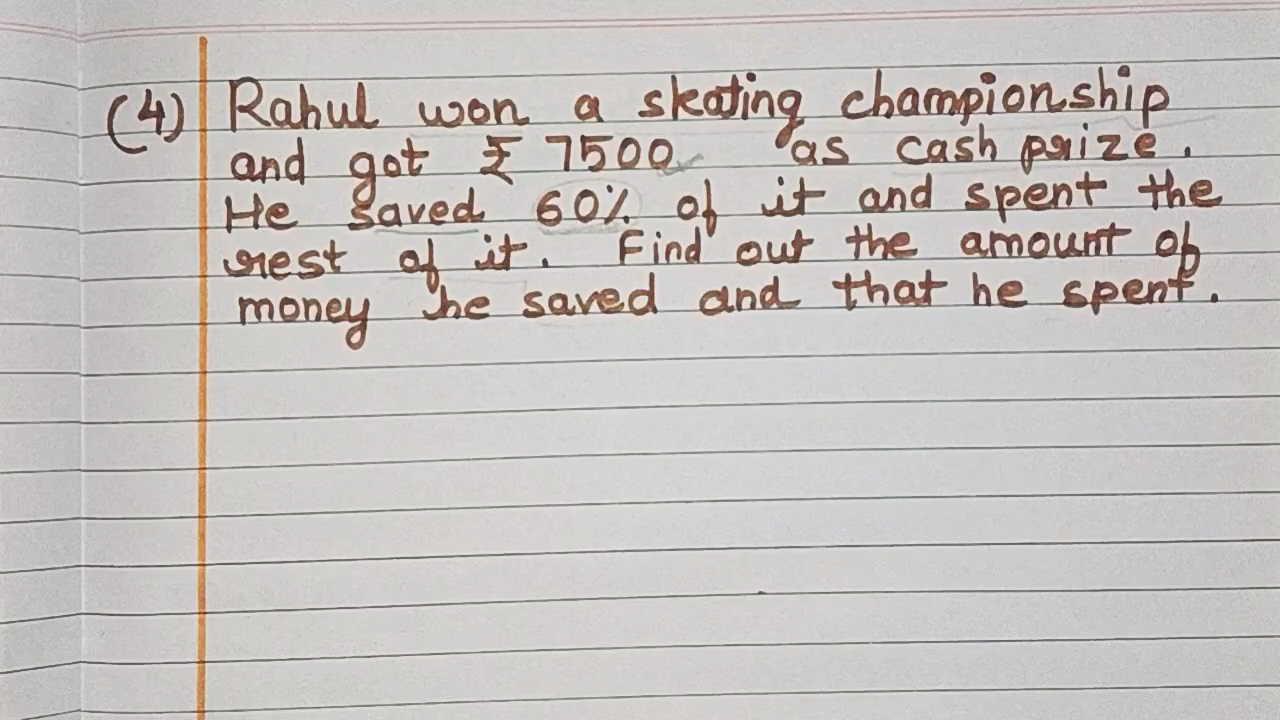 (4) Rahul won a skating championship
and got ₹ 7500 as cash prize.
He saved 60% of it and spent the
rest of it. Find out the amount of
money he saved and that he spent.